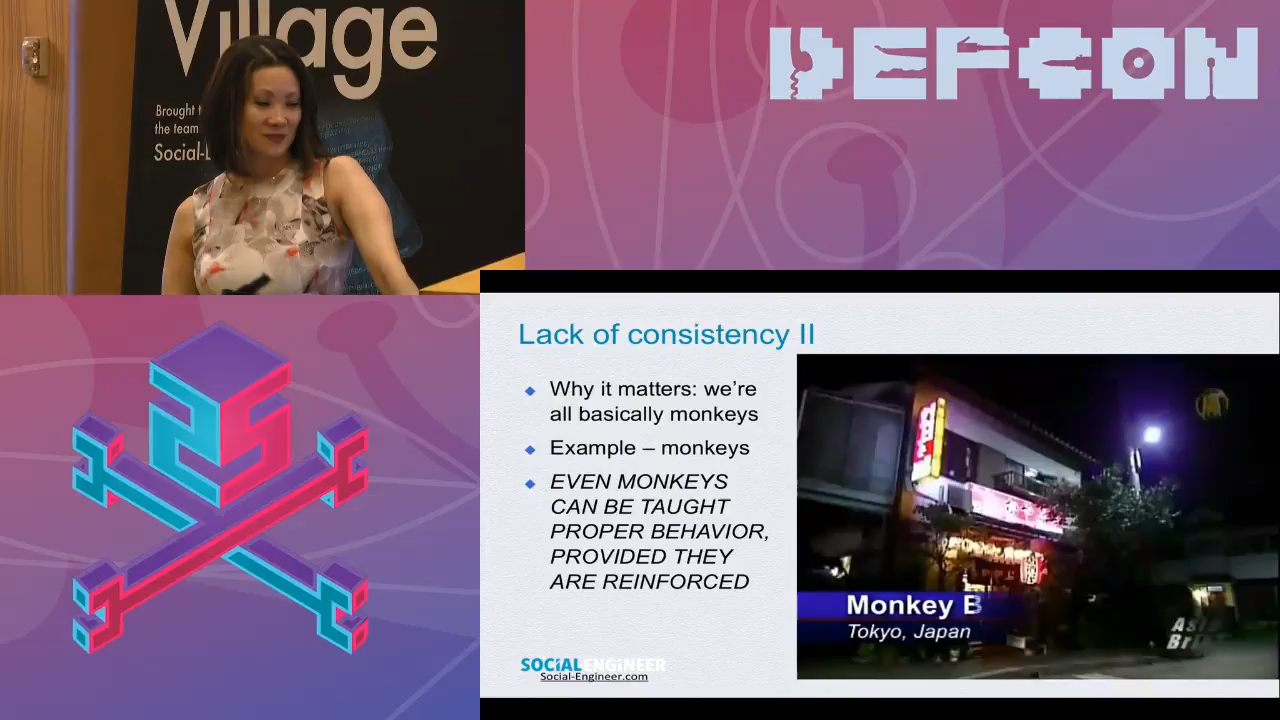 Village
Brought t
the team
Social-E
DEFCON
Lack of consistency II
Why it matters: we're
all basically monkeys
Example – monkeys
EVEN MONKEYS
CAN BE TAUGHT
PROPER BEHAVIOR,
PROVIDED THEY
ARE REINFORCED
Monkey B
Tokyo, Japan
SOCIAL-ENGINEER
Social-Engineer.com